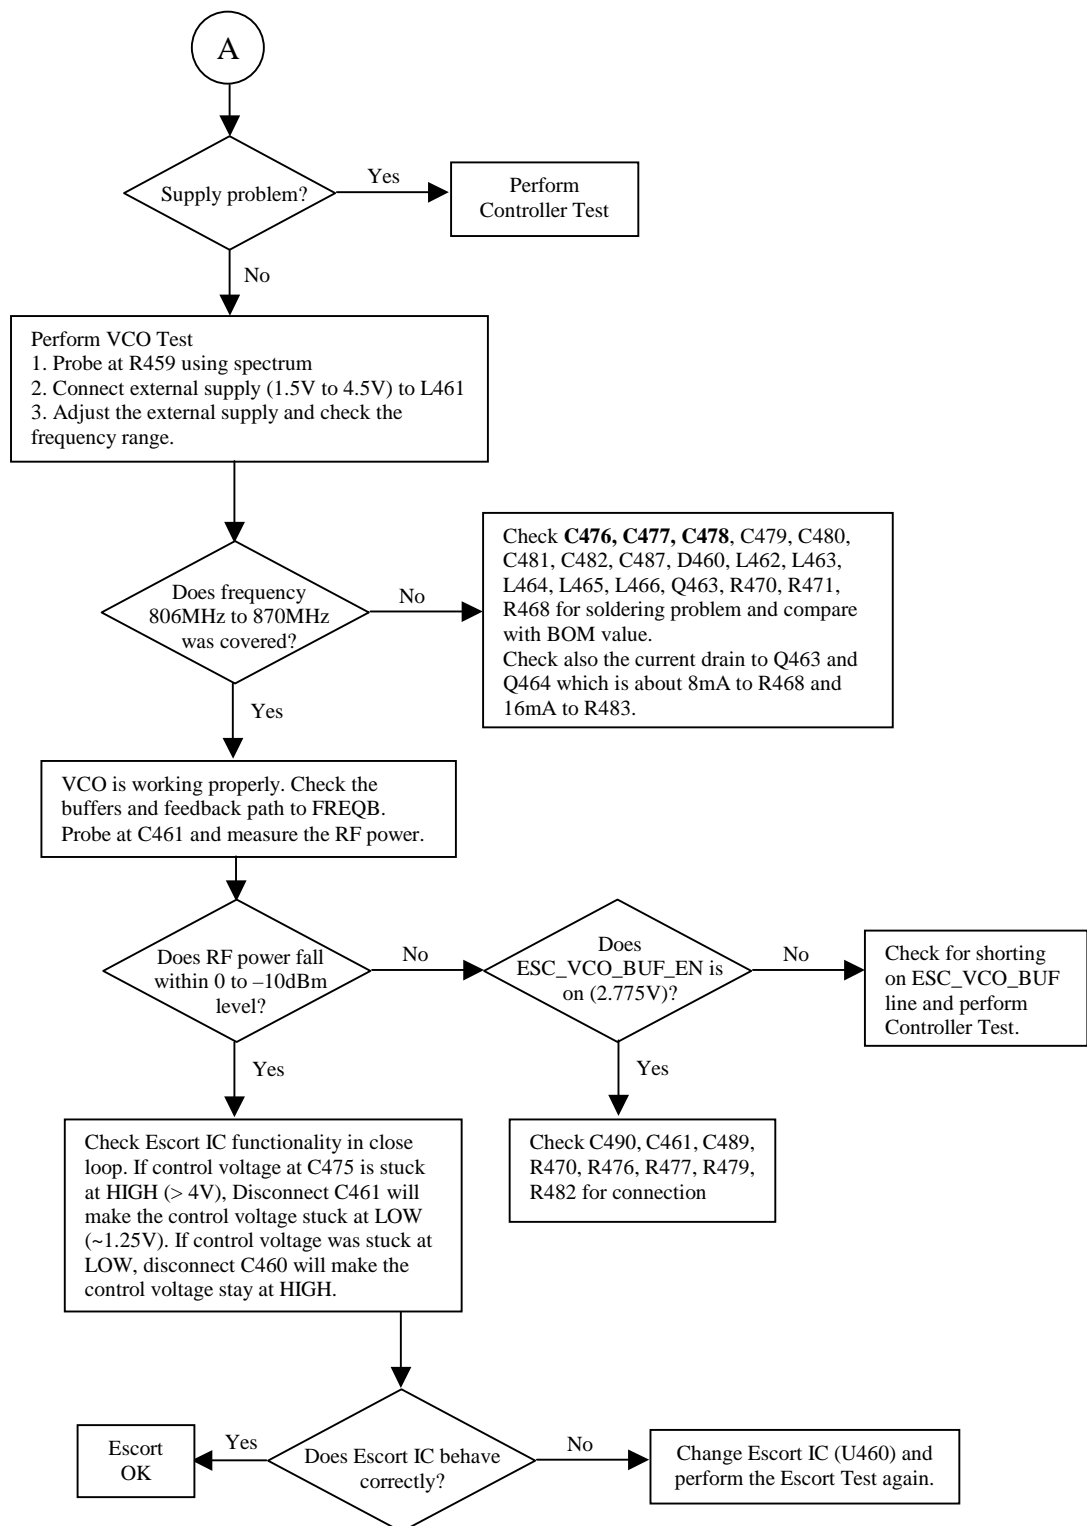 A
Supply problem?
Yes
Perform
Controller Test
No
Perform VCO Test
1. Probe at R459 using spectrum
2. Connect external supply (1.5V to 4.5V) to L461
3. Adjust the external supply and check the
frequency range.
Does frequency
806MHz to 870MHz
was covered?
No
Check C476, C477, C478, C479, C480,
C481, C482, C487, D460, L462, L463,
L464, L465, L466, Q463, R470, R471,
R468 for soldering problem and compare
with BOM value.
Check also the current drain to Q463 and
Q464 which is about 8mA to R468 and
16mA to R483.
Yes
VCO is working properly. Check the
buffers and feedback path to FREQB.
Probe at C461 and measure the RF power.
Does RF power fall
within 0 to –10dBm
level?
No
Does
ESC_VCO_BUF_EN is
on (2.775V)?
No
Check for shorting
on ESC_VCO_BUF
line and perform
Controller Test.
Yes
Yes
Check C490, C461, C489,
R470, R476, R477, R479,
R482 for connection
Check Escort IC functionality in close
loop. If control voltage at C475 is stuck
at HIGH (> 4V), Disconnect C461 will
make the control voltage stuck at LOW
(~1.25V). If control voltage was stuck at
LOW, disconnect C460 will make the
control voltage stay at HIGH.
Does Escort IC behave
correctly?
Yes
Escort
OK
No
Change Escort IC (U460) and
perform the Escort Test again.